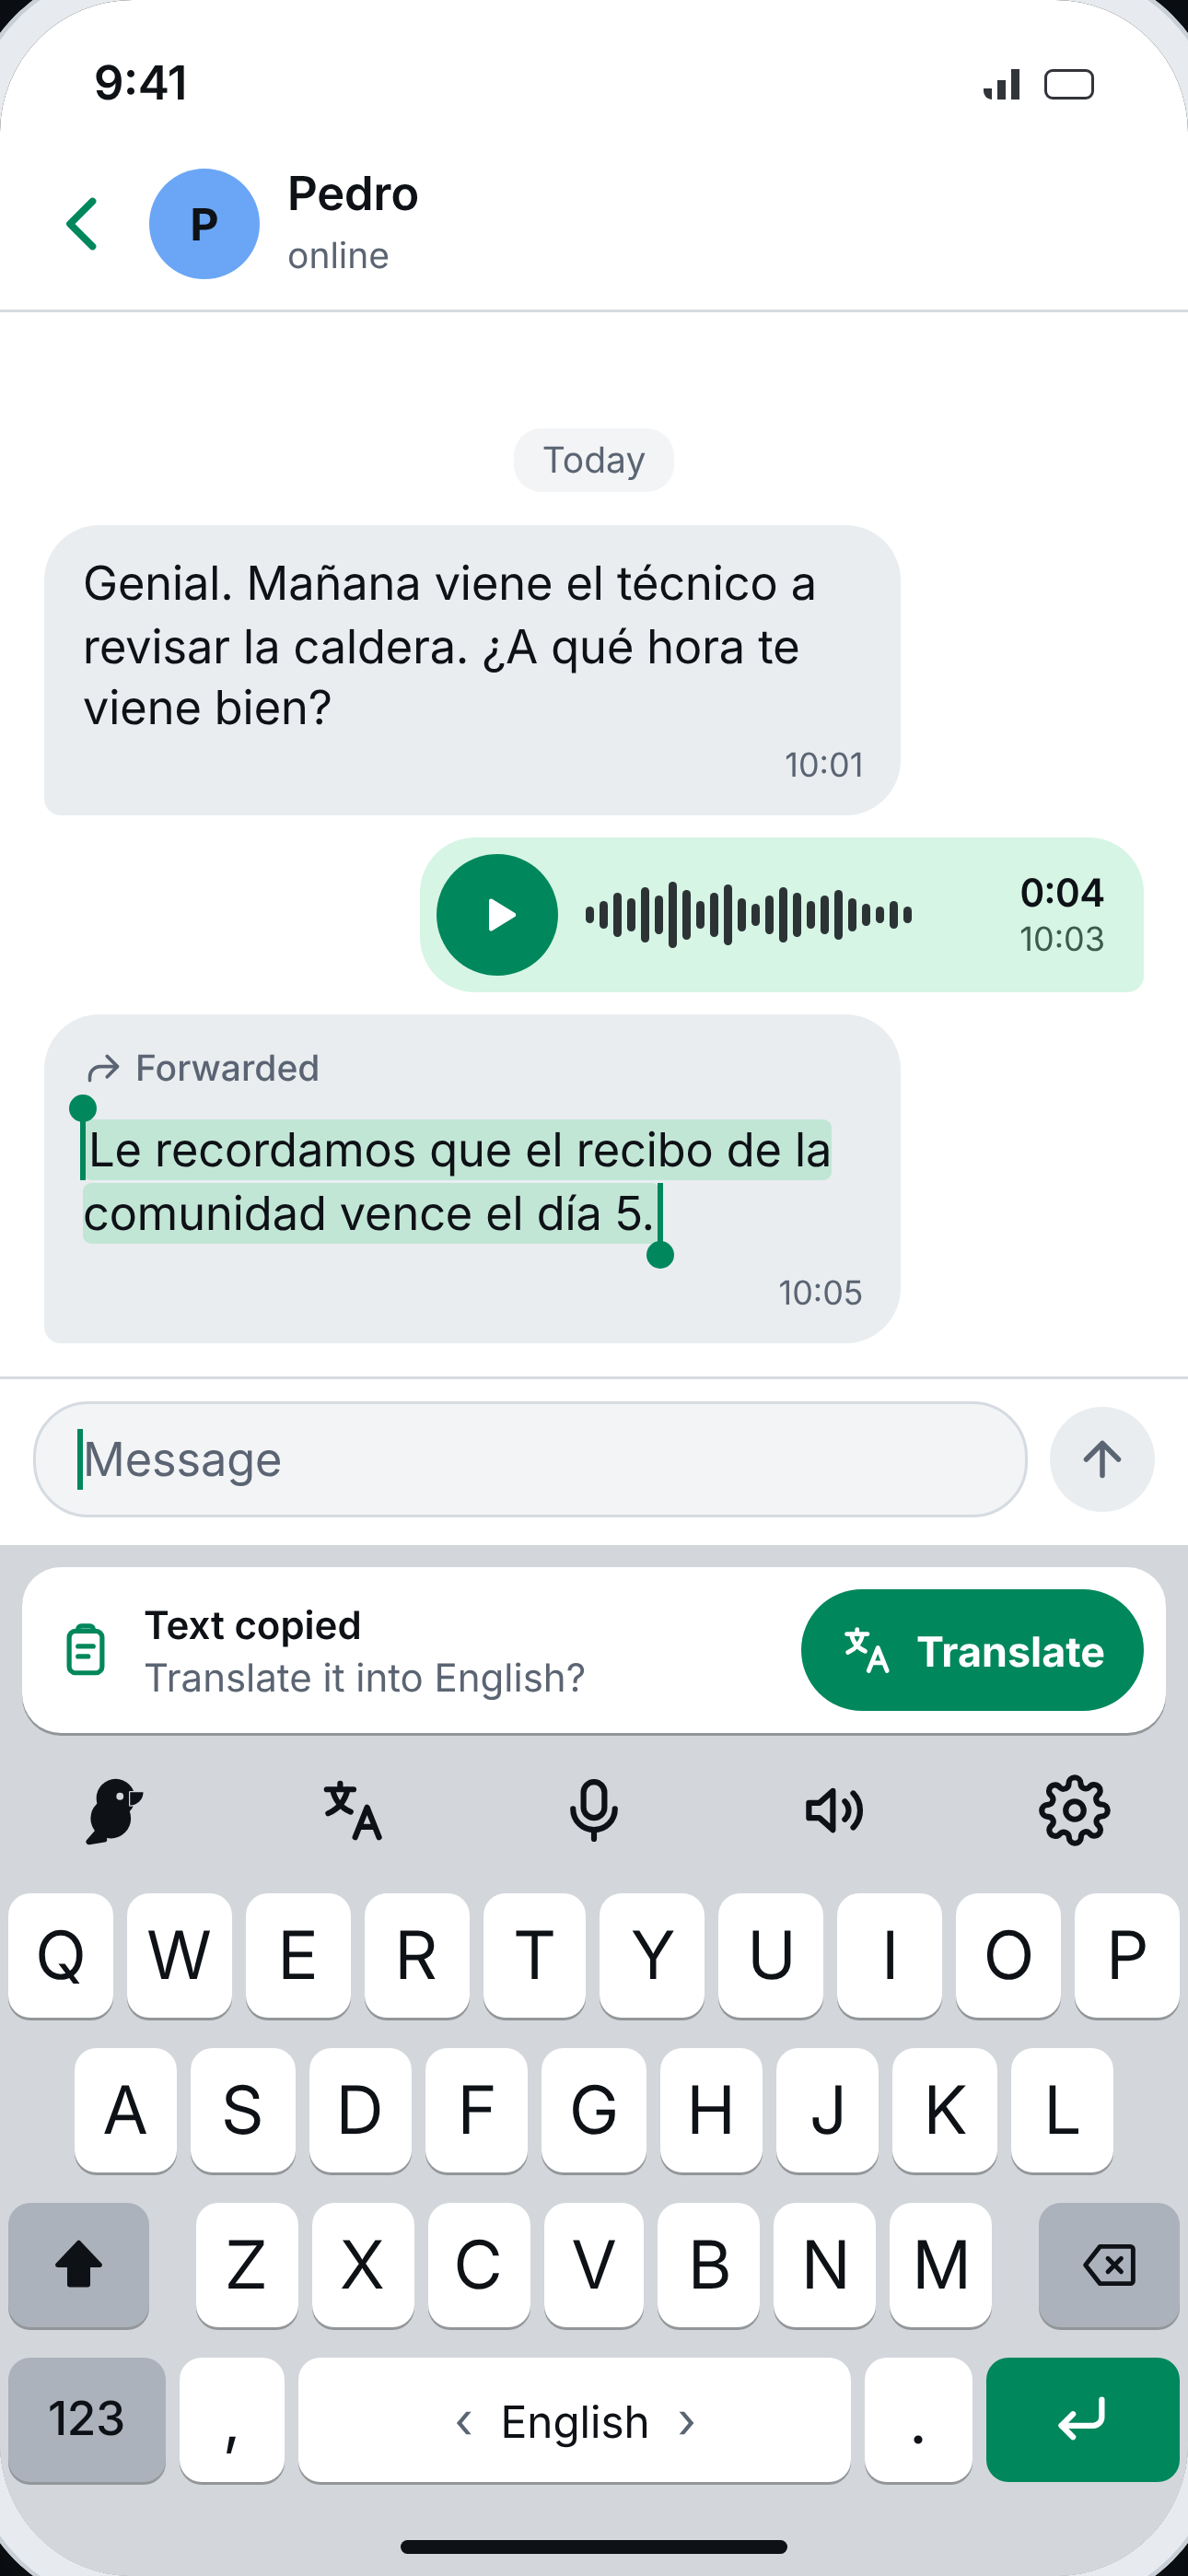 9:41
P
Pedro
online
Today
Genial. Mañana viene el técnico a
revisar la caldera. ¿A qué hora te
viene bien?
10:01
0:04
10:03
Forwarded
Le recordamos que el recibo de la
comunidad vence el día 5.
10:05
Message
Text copied
Translate it into English?
Translate
Q W E R T Y U I O P
A S D F G H J K L
Z X C V B N M
123 , ‹ English › .